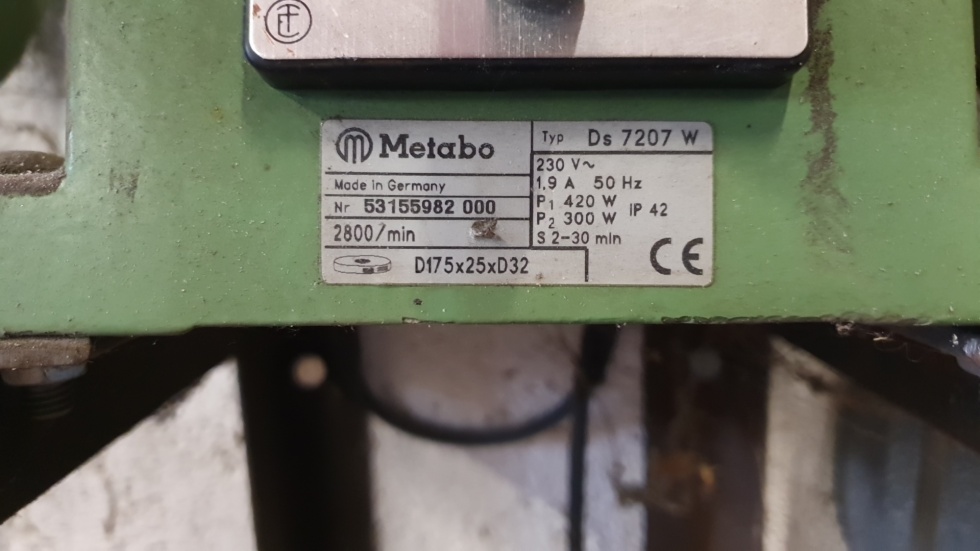 Metabo
Typ Ds 7207 W
Made in Germany
Nr 53155982 000
2800/min
230 V~
1,9 A 50 Hz
P1 420 W
P2 300 W
IP 42
S 2-30 min
CE
D175x25xD32